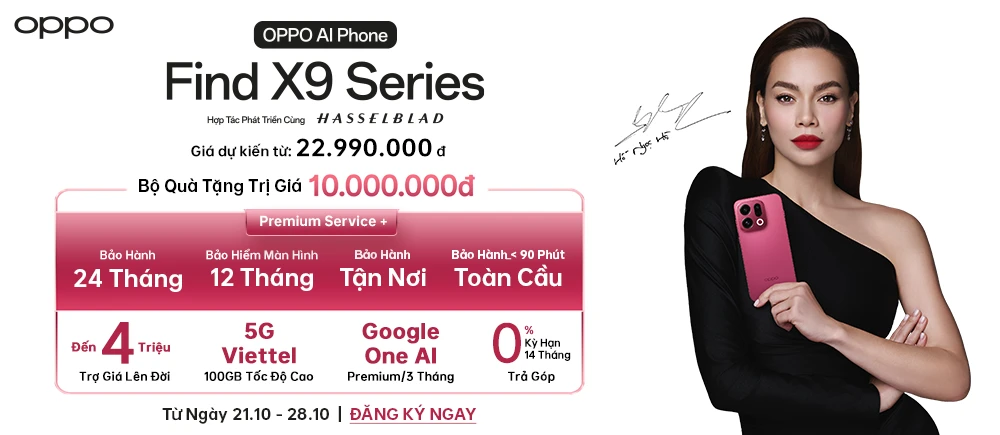 oppo
OPPO AI Phone
Find X9 Series
Hợp Tác Phát Triển Cùng HASSELBLAD
Giá dự kiến từ: 22.990.000 đ
Bộ Quà Tặng Trị Giá 10.000.000đ
Premium Service +
Bảo Hành
24 Tháng
Bảo Hiểm Màn Hình
12 Tháng
Bảo Hành
Tận Nơi
Bảo Hành < 90 Phút
Toàn Cầu
Đến 4 Triệu
Trợ Giá Lên Đời
5G
Viettel
100GB Tốc Độ Cao
Google
One AI
Premium/3 Tháng
0%
Kỳ Hạn
14 Tháng
Trả Góp
Từ Ngày 21.10 - 28.10 | ĐĂNG KÝ NGAY
Hồ Ngọc Hà
oppo